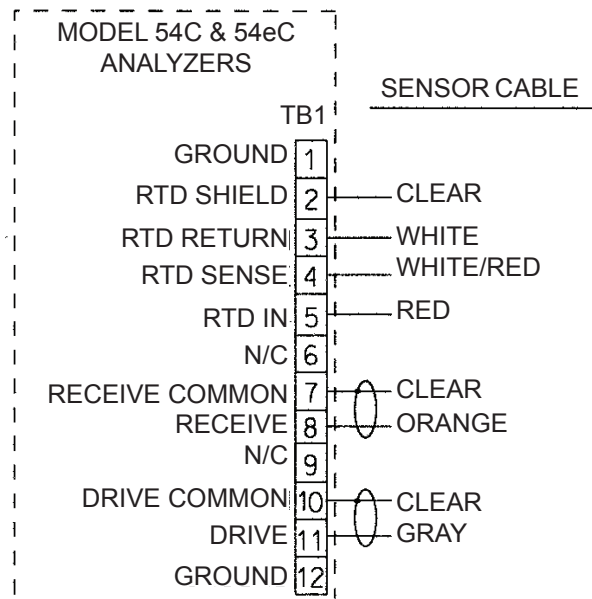 MODEL 54C & 54eC
ANALYZERS
SENSOR CABLE
TB1
GROUND 1
RTD SHIELD 2 CLEAR
RTD RETURN 3 WHITE
RTD SENSE 4 WHITE/RED
RTD IN 5 RED
N/C 6
RECEIVE COMMON 7 CLEAR
RECEIVE 8 ORANGE
N/C 9
DRIVE COMMON 10 CLEAR
DRIVE 11 GRAY
GROUND 12